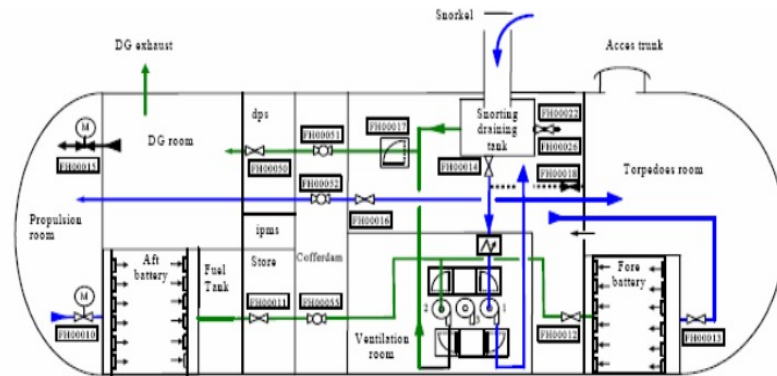 Snorkel
DG exhaust
Acces trunk
dps
FH00051
FH00017
FH00022
M
DG room
Snorting
draining
tank
FH00026
FH00015
FH00050
FH00014
FH00018
Torpedoes room
FH00052
Propulsion
room
FH00016
ipms
Aft
battery
Fuel
Tank
Store
Cofferdam
Fore
battery
M
FH00011
FH00055
2
3
1
FH00010
Ventilation
room
FH00012
FH00013